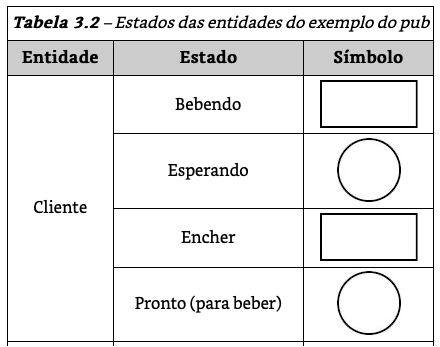 Tabela 3.2 – Estados das entidades do exemplo do pub
Entidade Estado Símbolo
Bebendo
Esperando
Cliente
Encher
Pronto (para beber)